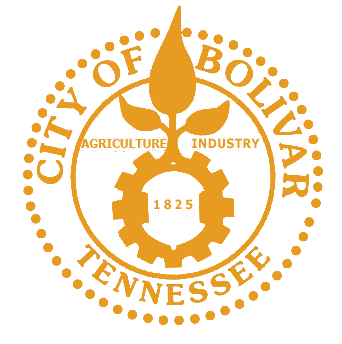 CITY OF BOLIVAR
AGRICULTURE INDUSTRY
1825
TENNESSEE